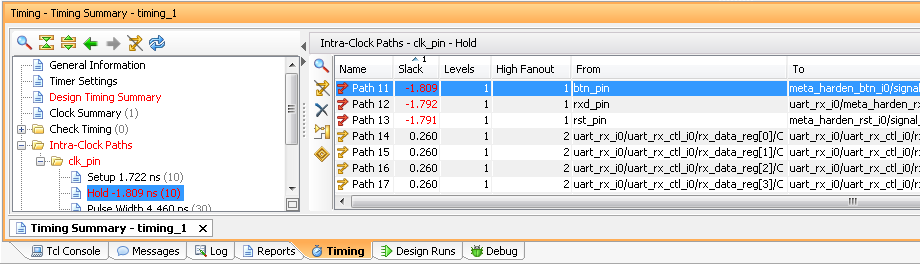 Timing - Timing Summary - timing_1
General Information
Timer Settings
Design Timing Summary
Clock Summary (1)
Check Timing (0)
Intra-Clock Paths
clk_pin
Setup 1.722 ns (10)
Hold -1.809 ns (10)
Pulse Width 4.460 ns (30)
Intra-Clock Paths - clk_pin - Hold
Name Slack 1 Levels High Fanout From To
Path 11 -1.809 1 1 btn_pin meta_harden_btn_i0/signal_
Path 12 -1.792 1 1 rxd_pin uart_rx_i0/meta_harden_rx
Path 13 -1.791 1 1 rst_pin meta_harden_rst_i0/signal_
Path 14 0.260 1 2 uart_rx_i0/uart_rx_ctl_i0/rx_data_reg[0]/C uart_rx_i0/uart_rx_ctl_i0/rx
Path 15 0.260 1 2 uart_rx_i0/uart_rx_ctl_i0/rx_data_reg[1]/C uart_rx_i0/uart_rx_ctl_i0/rx
Path 16 0.260 1 2 uart_rx_i0/uart_rx_ctl_i0/rx_data_reg[2]/C uart_rx_i0/uart_rx_ctl_i0/rx
Path 17 0.260 1 2 uart_rx_i0/uart_rx_ctl_i0/rx_data_reg[3]/C uart_rx_i0/uart_rx_ctl_i0/rx
Timing Summary - timing_1
Tcl Console Messages Log Reports Timing Design Runs Debug